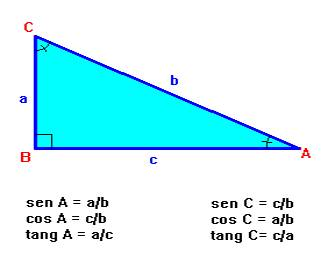 C
b
a
B
c
A
sen A = a/b
cos A = c/b
tang A = a/c
sen C = c/b
cos C = a/b
tang C= c/a